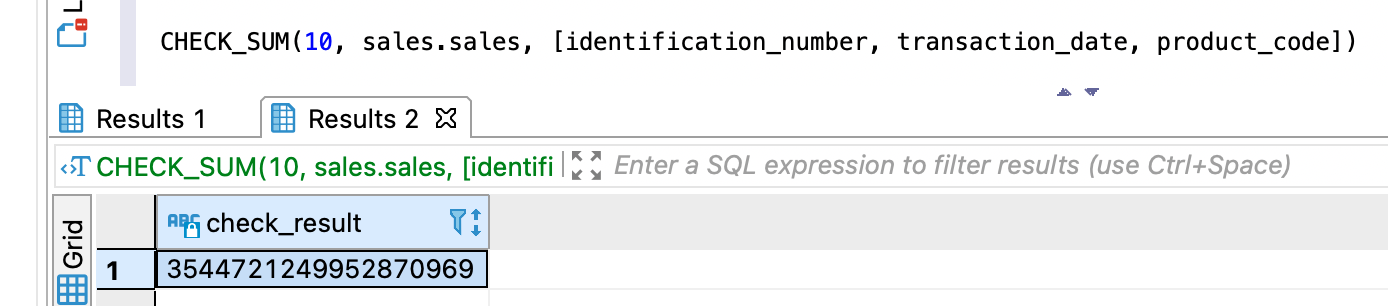 CHECK_SUM(10, sales.sales, [identification_number, transaction_date, product_code])
Results 1
Results 2
CHECK_SUM(10, sales.sales, [identifi
Enter a SQL expression to filter results (use Ctrl+Space)
Grid
ABC check_result
1 3544721249952870969